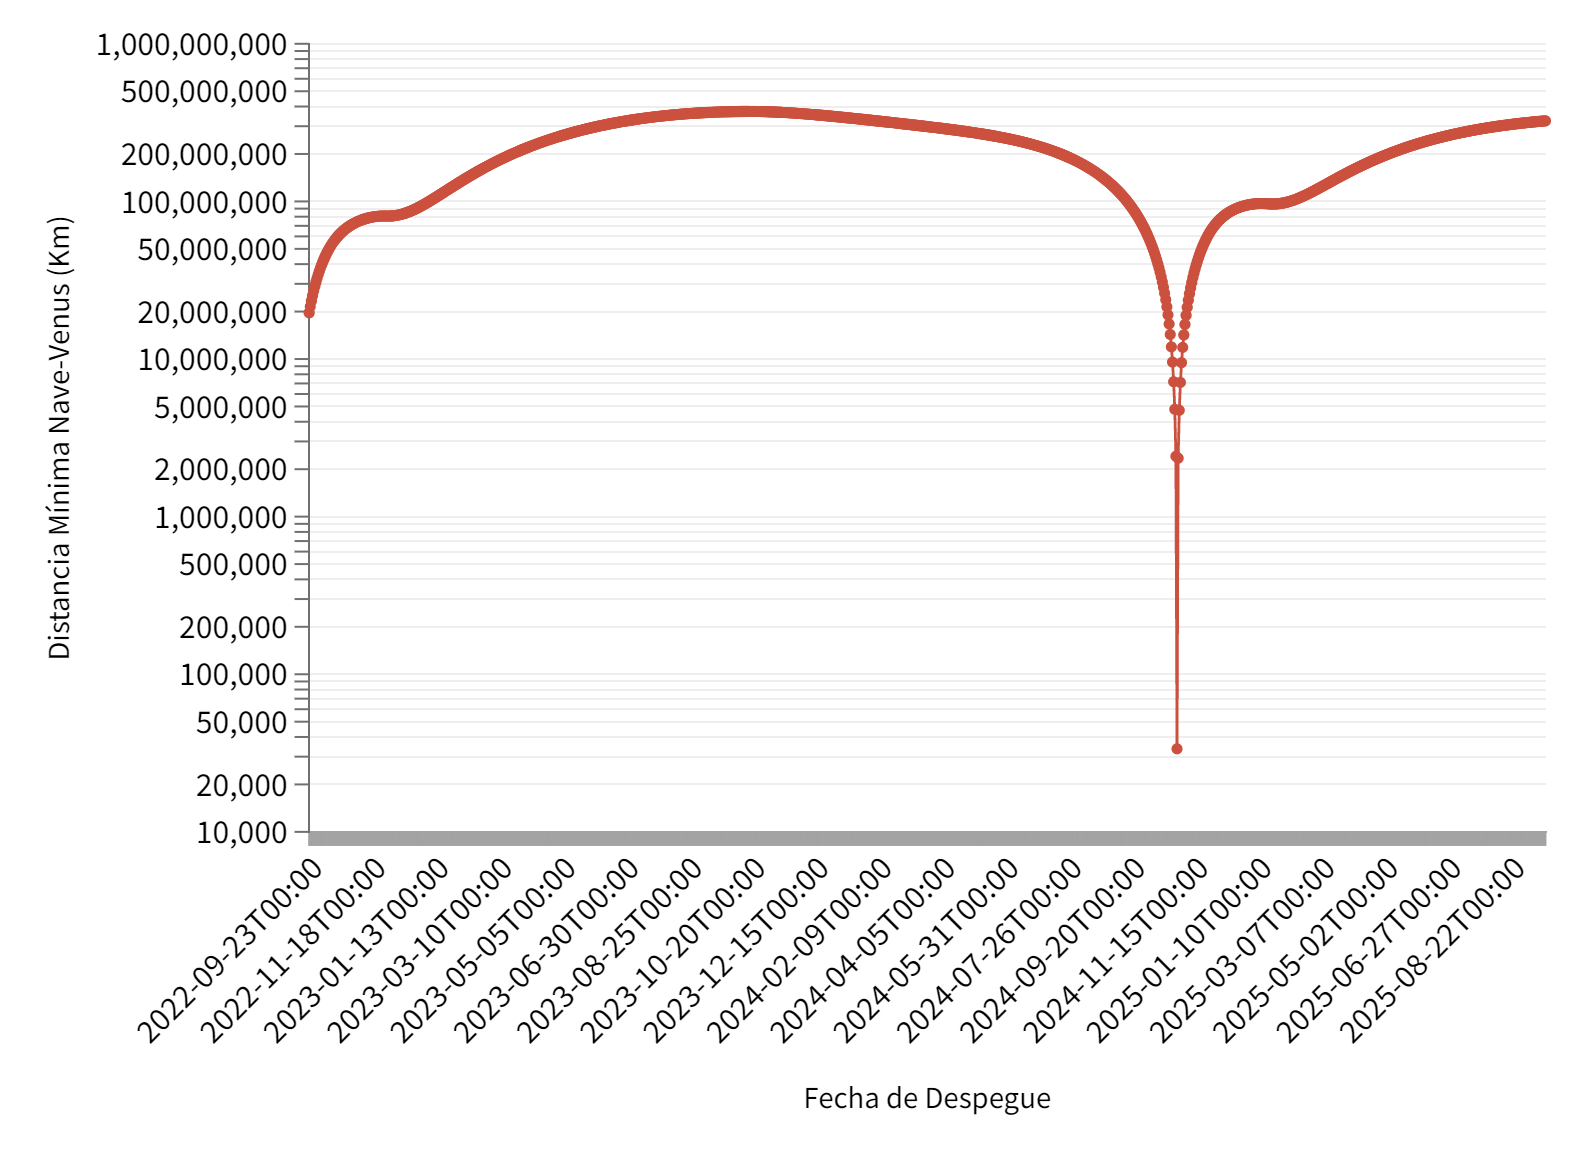 1,000,000,000
500,000,000
200,000,000
100,000,000
50,000,000
20,000,000
10,000,000
5,000,000
2,000,000
1,000,000
500,000
200,000
100,000
50,000
20,000
10,000
Distancia Mínima Nave-Venus (Km)
2022-09-23T00:00
2022-11-18T00:00
2023-01-13T00:00
2023-03-10T00:00
2023-05-05T00:00
2023-06-30T00:00
2023-08-25T00:00
2023-10-20T00:00
2023-12-15T00:00
2024-02-09T00:00
2024-04-05T00:00
2024-05-31T00:00
2024-07-26T00:00
2024-09-20T00:00
2024-11-15T00:00
2025-01-10T00:00
2025-03-07T00:00
2025-05-02T00:00
2025-06-27T00:00
2025-08-22T00:00
Fecha de Despegue